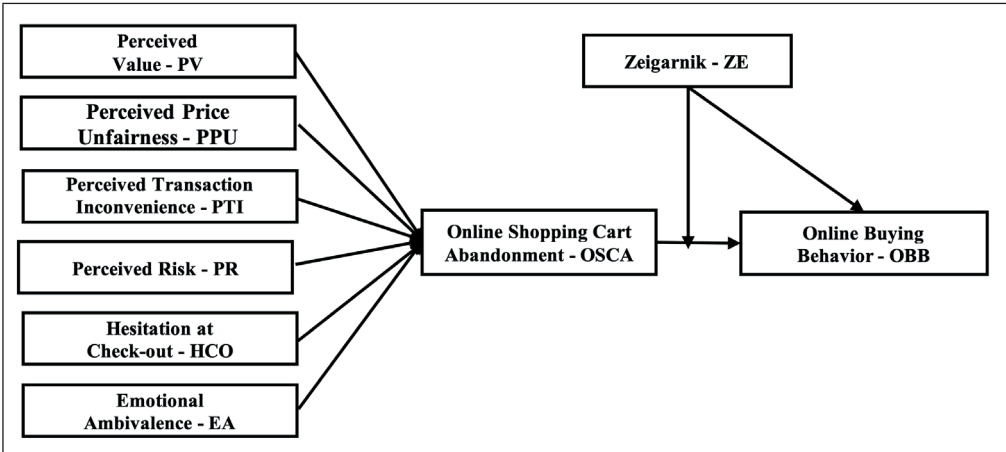 Perceived
Value - PV
Perceived Price
Unfairness - PPU
Perceived Transaction
Inconvenience - PTI
Perceived Risk - PR
Hesitation at
Check-out - HCO
Emotional
Ambivalence - EA
Online Shopping Cart
Abandonment - OSCA
Zeigarnik - ZE
Online Buying
Behavior - OBB